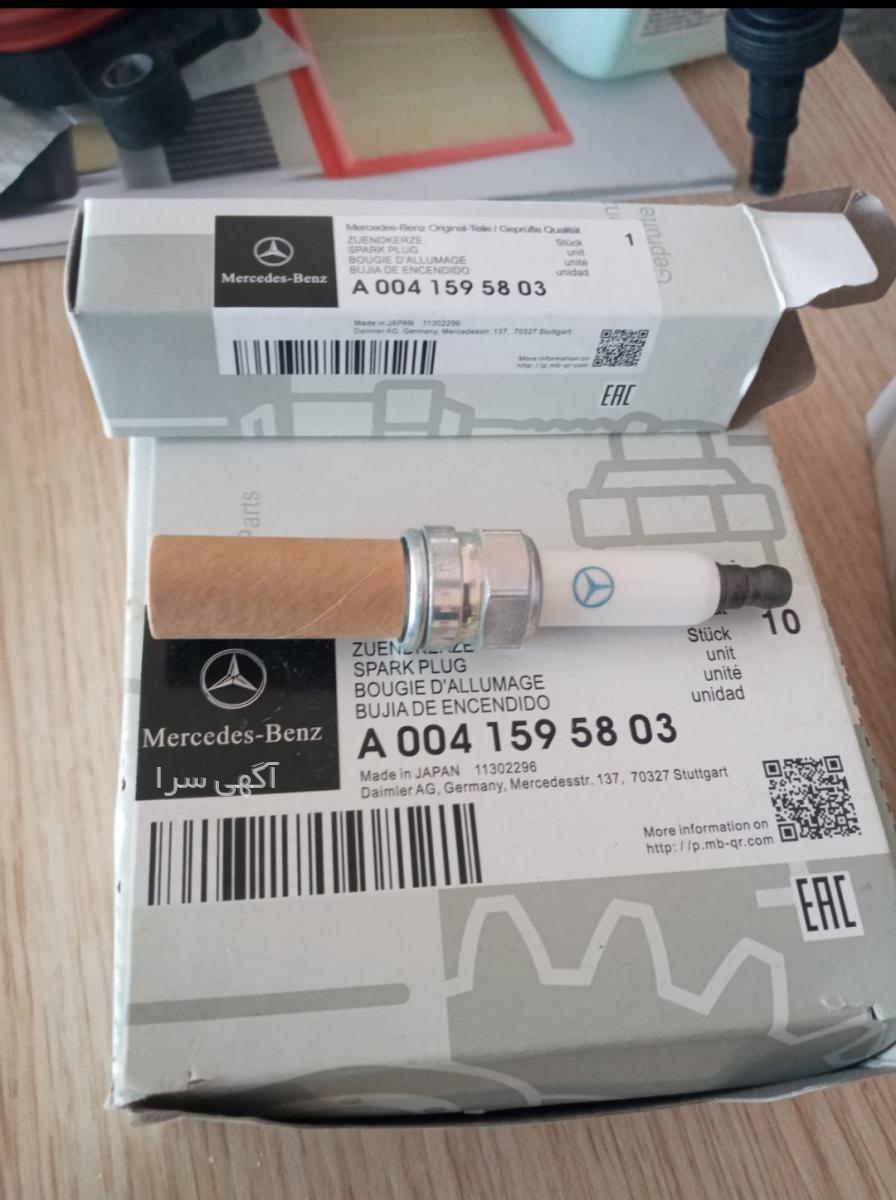 Mercedes-Benz Original-Teile / Geprüfte Qualität
ZUENDKERZE
SPARK PLUG
BOUGIE D'ALLUMAGE
BUJIA DE ENCENDIDO
Stück
unit
unité
unidad
1
Mercedes-Benz
A 004 159 58 03
Made in JAPAN 11302296
Daimler AG, Germany, Mercedesstr. 137, 70327 Stuttgart
More information on
http: / /p.mb-qr.com
EAC
Geprüfte
Parts
SPARK PLUG
BOUGIE D'ALLUMAGE
BUJIA DE ENCENDIDO
Stück
unit
unité
unidad
10
Mercedes-Benz
آگهی سرا
A 004 159 58 03
Made in JAPAN 11302296
Daimler AG, Germany, Mercedesstr. 137, 70327 Stuttgart
More information on
http: / /p.mb-qr.com
EAC